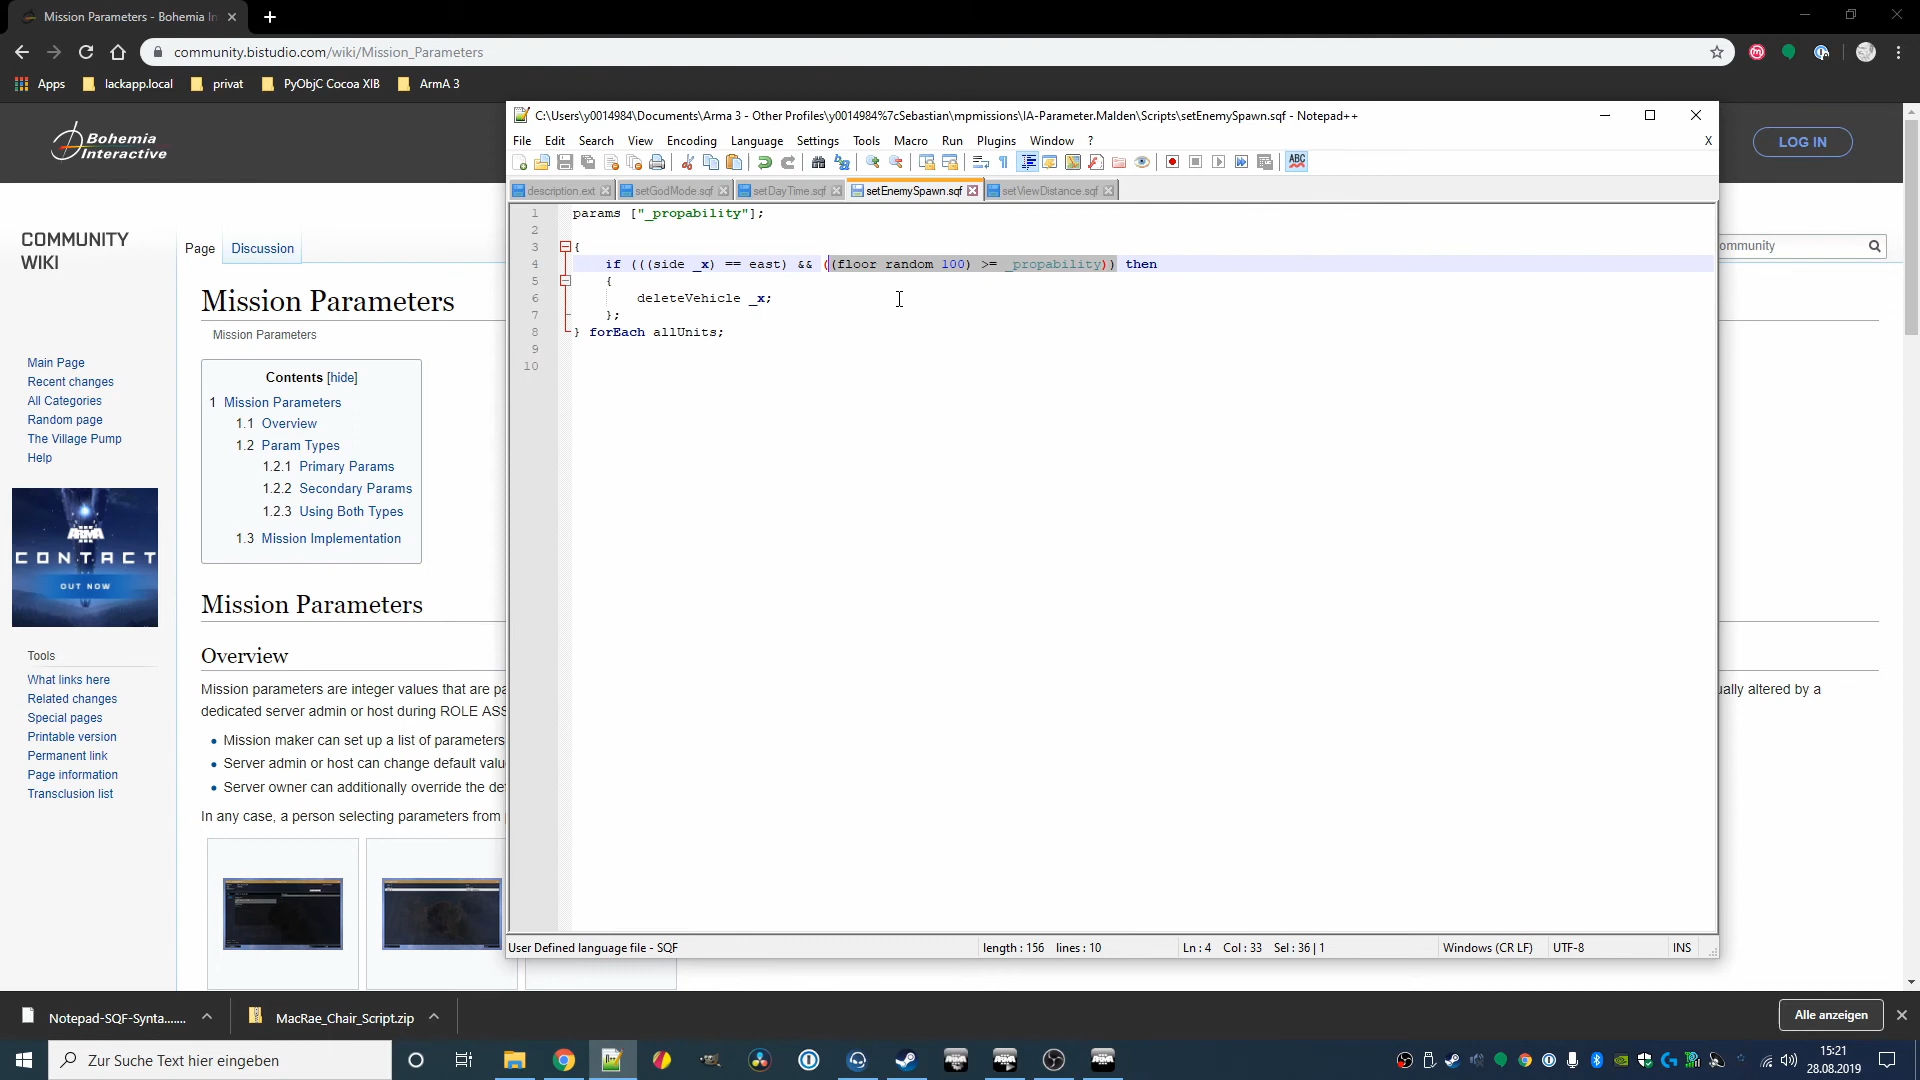 Mission Parameters - Bohemia In
community.bistudio.com/wiki/Mission_Parameters
Apps lackapp.local privat PyObjC Cocoa XIB ArmA 3
Bohemia Interactive
LOG IN
COMMUNITY
WIKI
Page Discussion
ommunity
Mission Parameters
Mission Parameters
Main Page
Recent changes
All Categories
Random page
The Village Pump
Help
ARMA
CONTACT
OUT NOW
Tools
What links here
Related changes
Special pages
Printable version
Permanent link
Page information
Transclusion list
Contents [hide]
1 Mission Parameters
1.1 Overview
1.2 Param Types
1.2.1 Primary Params
1.2.2 Secondary Params
1.2.3 Using Both Types
1.3 Mission Implementation
Mission Parameters
Overview
Mission parameters are integer values that are pa
ually altered by a
dedicated server admin or host during ROLE ASS
Mission maker can set up a list of parameters
Server admin or host can change default valu
Server owner can additionally override the de
In any case, a person selecting parameters from
C:\Users\y0014984\Documents\Arma 3 - Other Profiles\y0014984%7cSebastian\mpmissions\IA-Parameter.Malden\Scripts\setEnemySpawn.sqf - Notepad++
File Edit Search View Encoding Language Settings Tools Macro Run Plugins Window ? X
ABC
description.ext setGodMode.sqf setDayTime.sqf setEnemySpawn.sqf setViewDistance.sqf
1 params ["_propability"];
2
3 {
4 if (((side _x) == east) && ((floor random 100) >= _propability)) then
5 {
6 deleteVehicle _x;
7 };
8 } forEach allUnits;
9
10
User Defined language file - SQF length : 156 lines : 10 Ln : 4 Col : 33 Sel : 36 | 1 Windows (CR LF) UTF-8 INS
Notepad-SQF-Synta....... MacRae_Chair_Script.zip Alle anzeigen
Zur Suche Text hier eingeben
15:21
28.08.2019